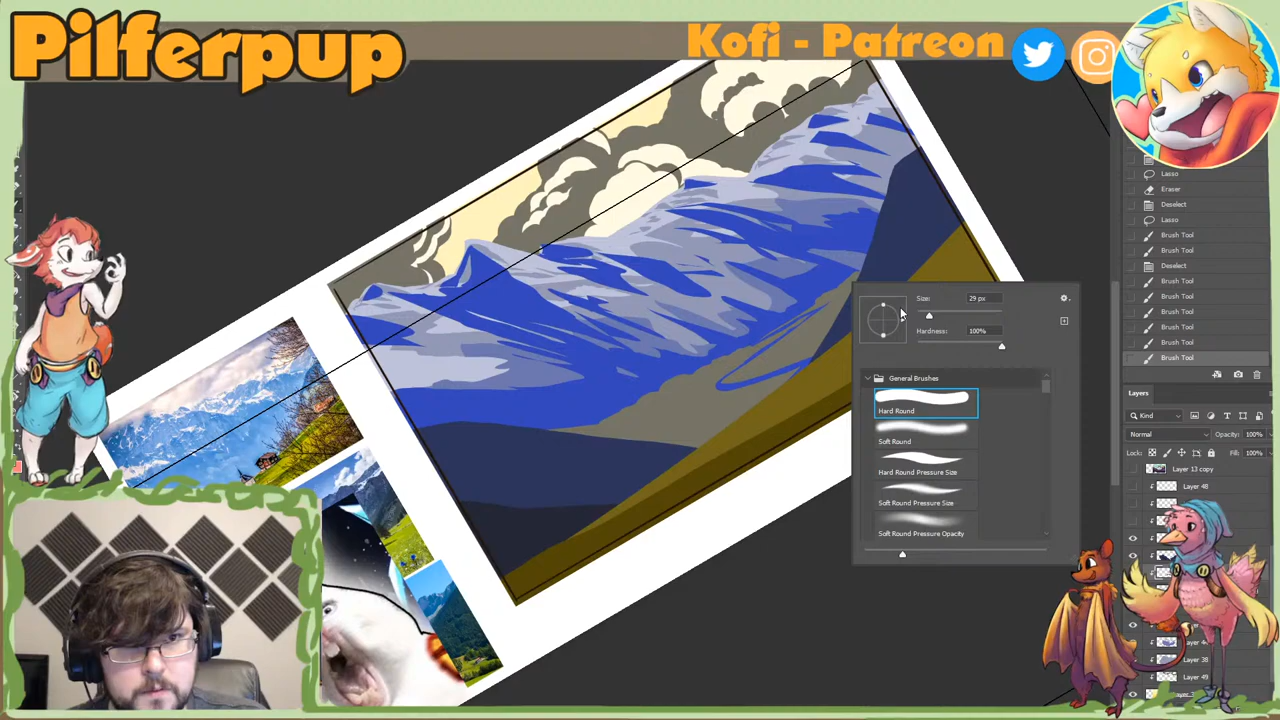 Pilferpup
Kofi - Patreon
Lasso
Eraser
Deselect
Lasso
Brush Tool
Brush Tool
Deselect
Brush Tool
Brush Tool
Brush Tool
Brush Tool
Brush Tool
Brush Tool
Size: 29 px
Hardness: 100%
General Brushes
Hard Round
Soft Round
Hard Round Pressure Size
Soft Round Pressure Size
Soft Round Pressure Opacity
Layers
Kind
Normal Opacity: 100%
Lock: Fill: 100%
Layer 13 copy
Layer 48
Layer 38
Layer 49